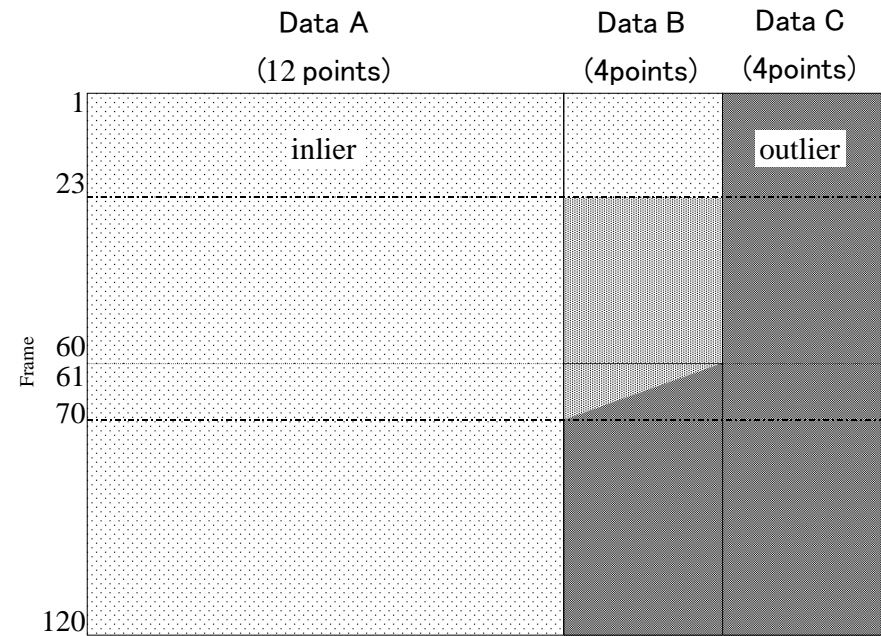 Data A Data B Data C
(12 points) (4points) (4points)
1
inlier outlier
23
Frame
60
61
70
120